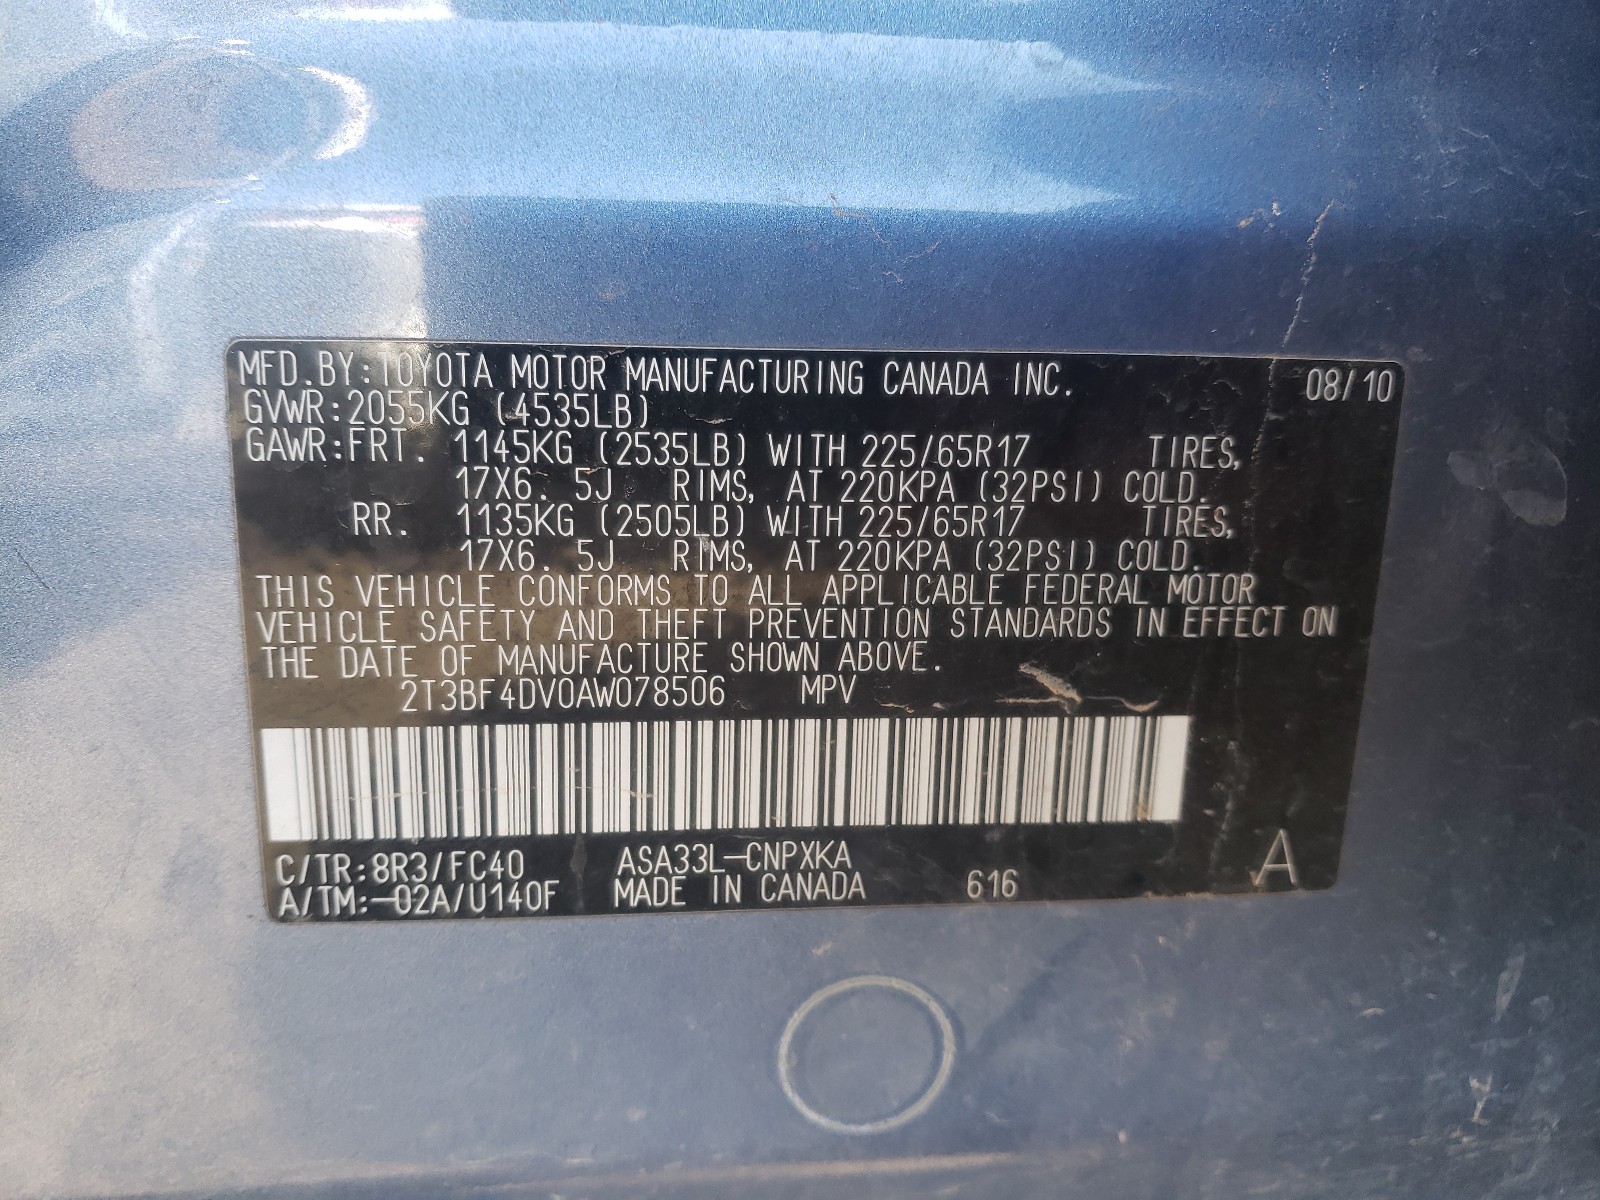 MFD.BY:TOYOTA MOTOR MANUFACTURING CANADA INC. 08/10
GVWR:2055KG (4535LB)
GAWR:FRT. 1145KG (2535LB) WITH 225/65R17 TIRES,
17X6. 5J RIMS, AT 220KPA (32PSI) COLD.
RR. 1135KG (2505LB) WITH 225/65R17 TIRES,
17X6. 5J RIMS, AT 220KPA (32PSI) COLD.
THIS VEHICLE CONFORMS TO ALL APPLICABLE FEDERAL MOTOR
VEHICLE SAFETY AND THEFT PREVENTION STANDARDS IN EFFECT ON
THE DATE OF MANUFACTURE SHOWN ABOVE.
2T3BF4DV0AW078506 MPV
C/TR:8R3/FC40 ASA33L-CNPXKA
A/TM:-02A/U140F MADE IN CANADA 616 A